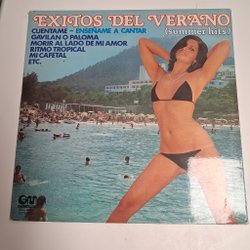 EXITOS DEL VERANO
(summer hits)
CUENTAME - ENSEÑAME A CANTAR
GAVILAN O PALOMA
MORIR AL LADO DE MI AMOR
RITMO TROPICAL
MI CAFETAL
ETC.